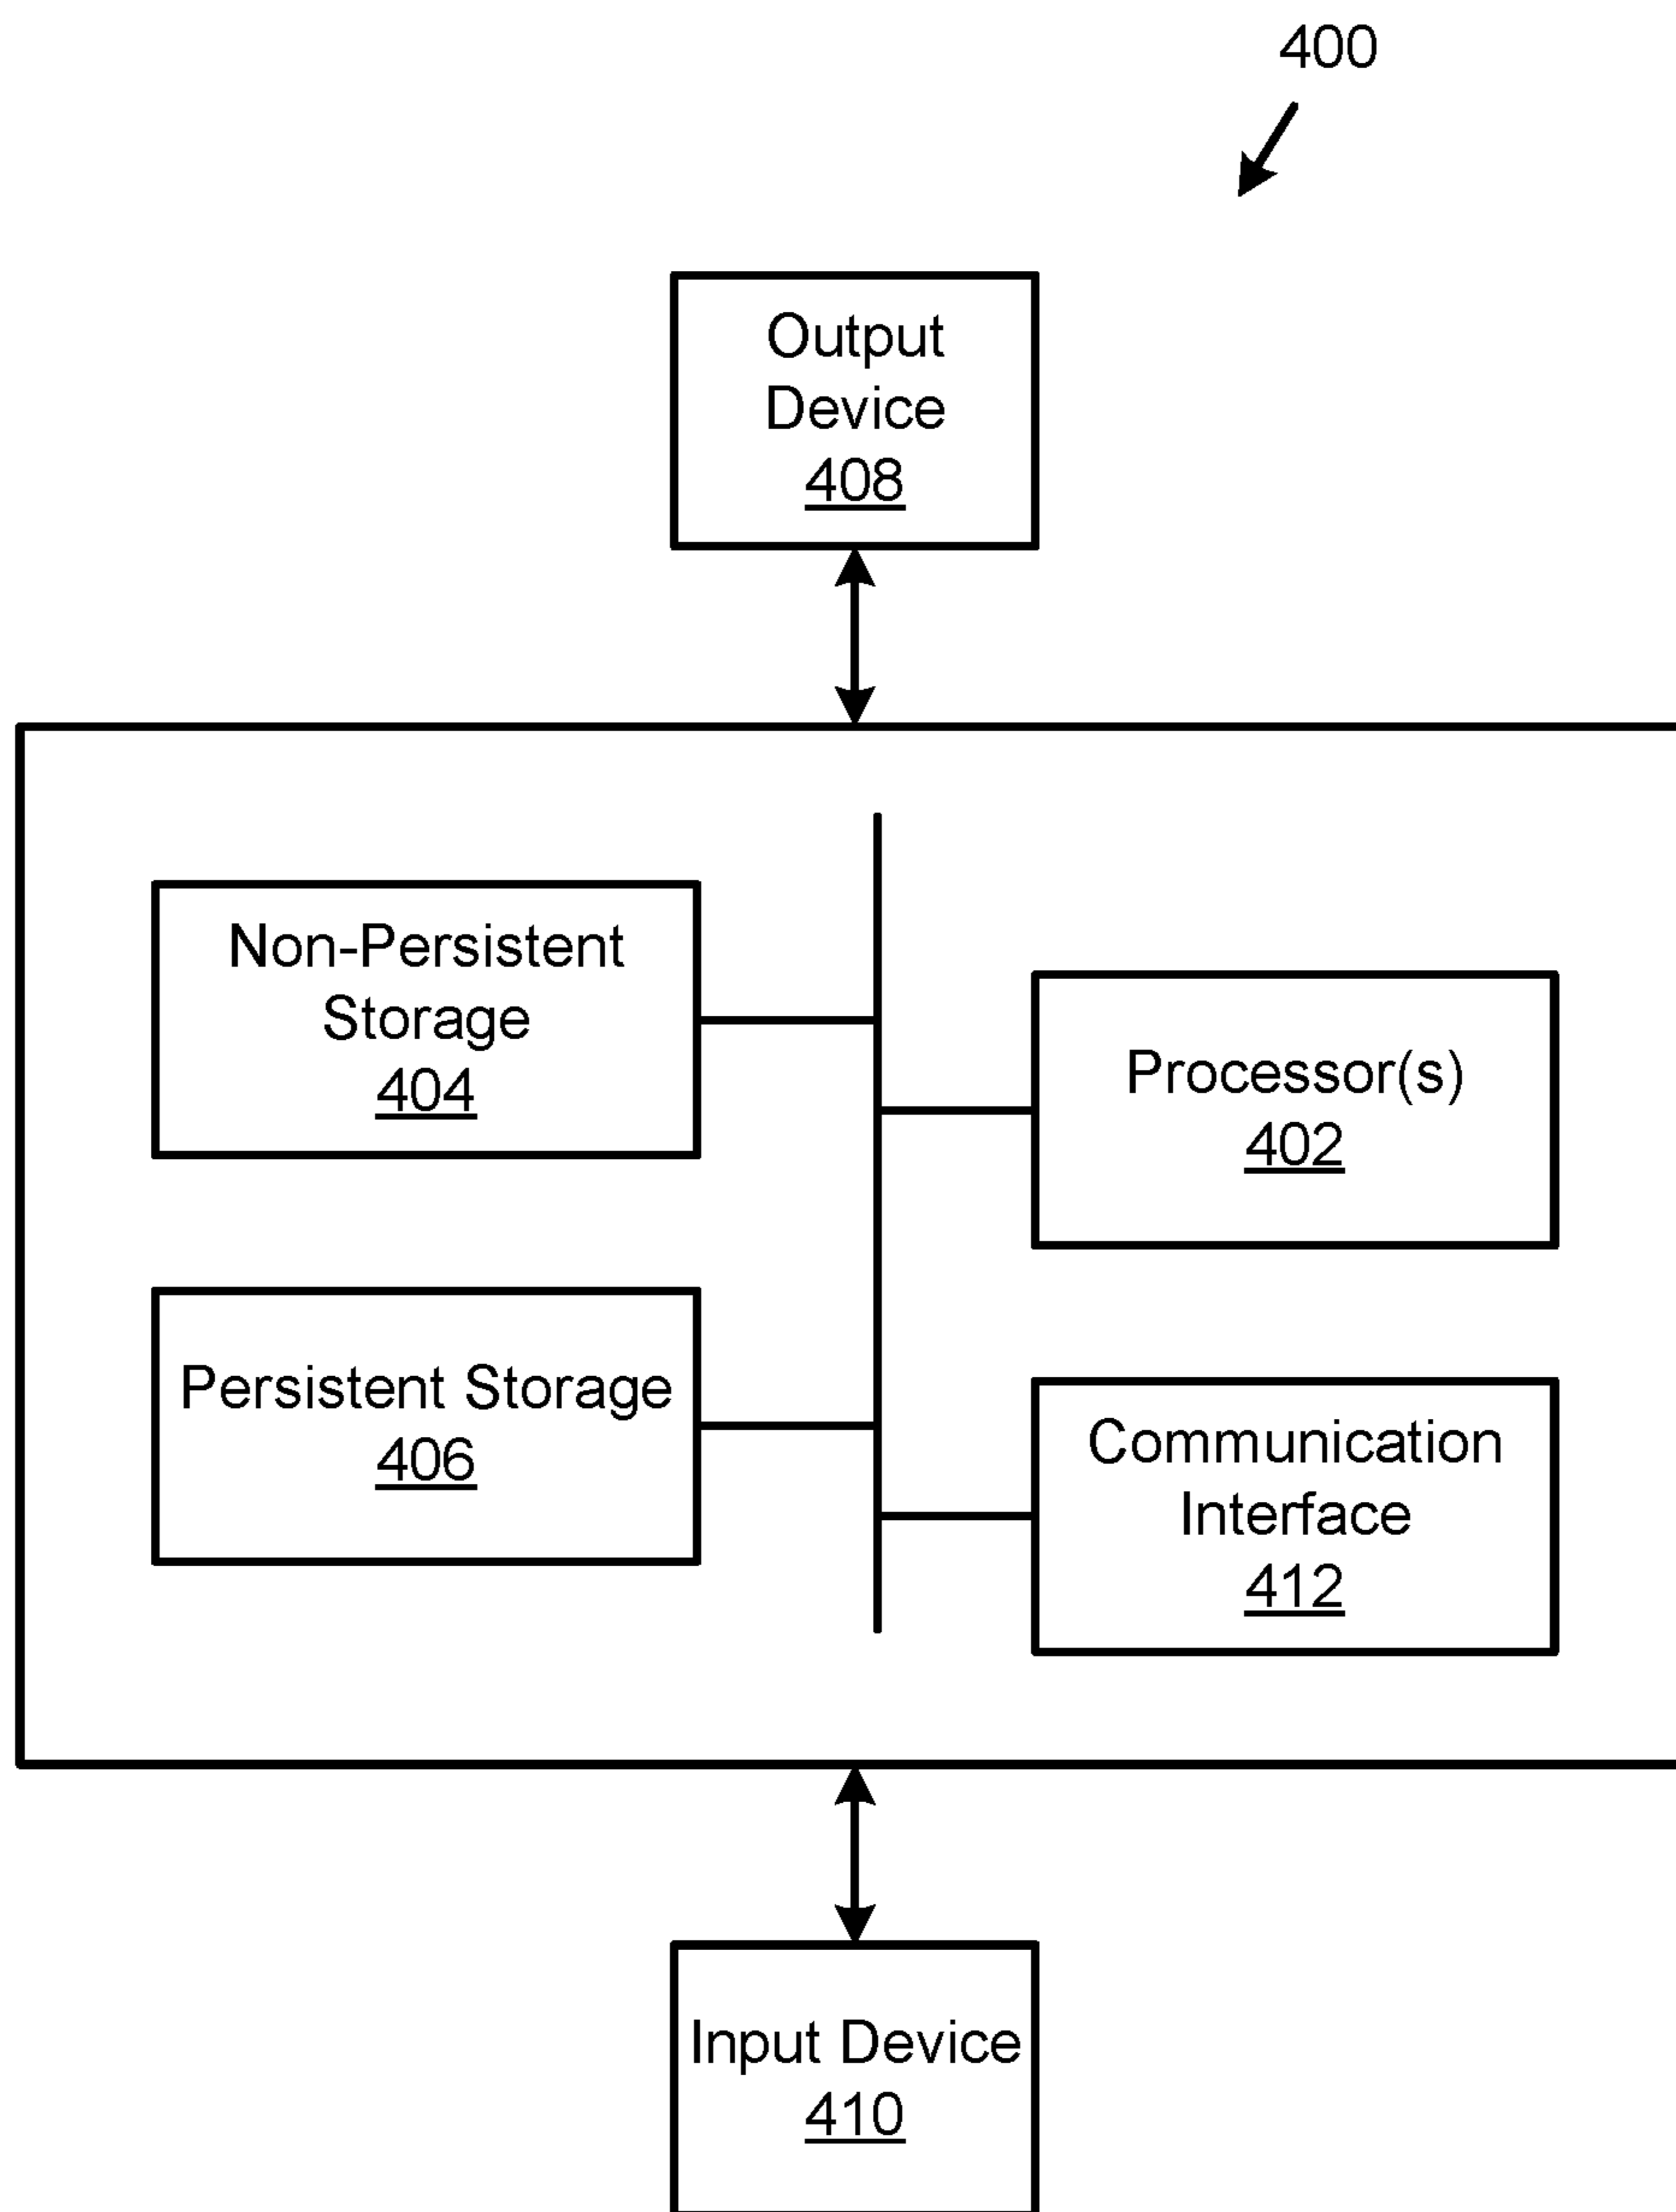 400
Output
Device
408
Non-Persistent
Storage
404
Processor(s)
402
Persistent Storage
406
Communication
Interface
412
Input Device
410